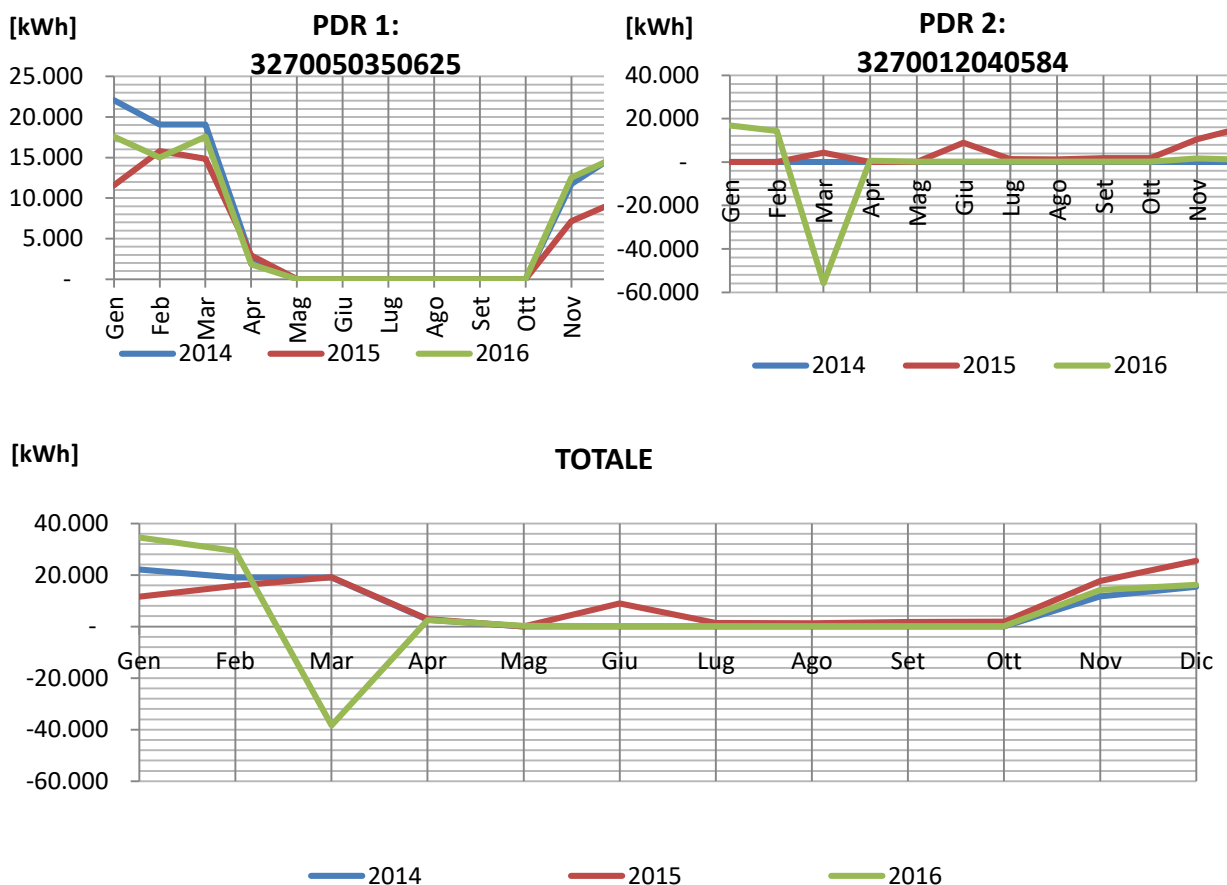 [kWh]
PDR 1:
3270050350625
25.000
20.000
15.000
10.000
5.000
-
Gen
Feb
Mar
Apr
Mag
Giu
Lug
Ago
Set
Ott
Nov
2014
2015
2016
[kWh]
PDR 2:
3270012040584
40.000
20.000
-
-20.000
-40.000
-60.000
Gen
Feb
Mar
Apr
Mag
Giu
Lug
Ago
Set
Ott
Nov
2014
2015
2016
[kWh]
TOTALE
40.000
20.000
-
-20.000
-40.000
-60.000
Gen
Feb
Mar
Apr
Mag
Giu
Lug
Ago
Set
Ott
Nov
Dic
2014
2015
2016